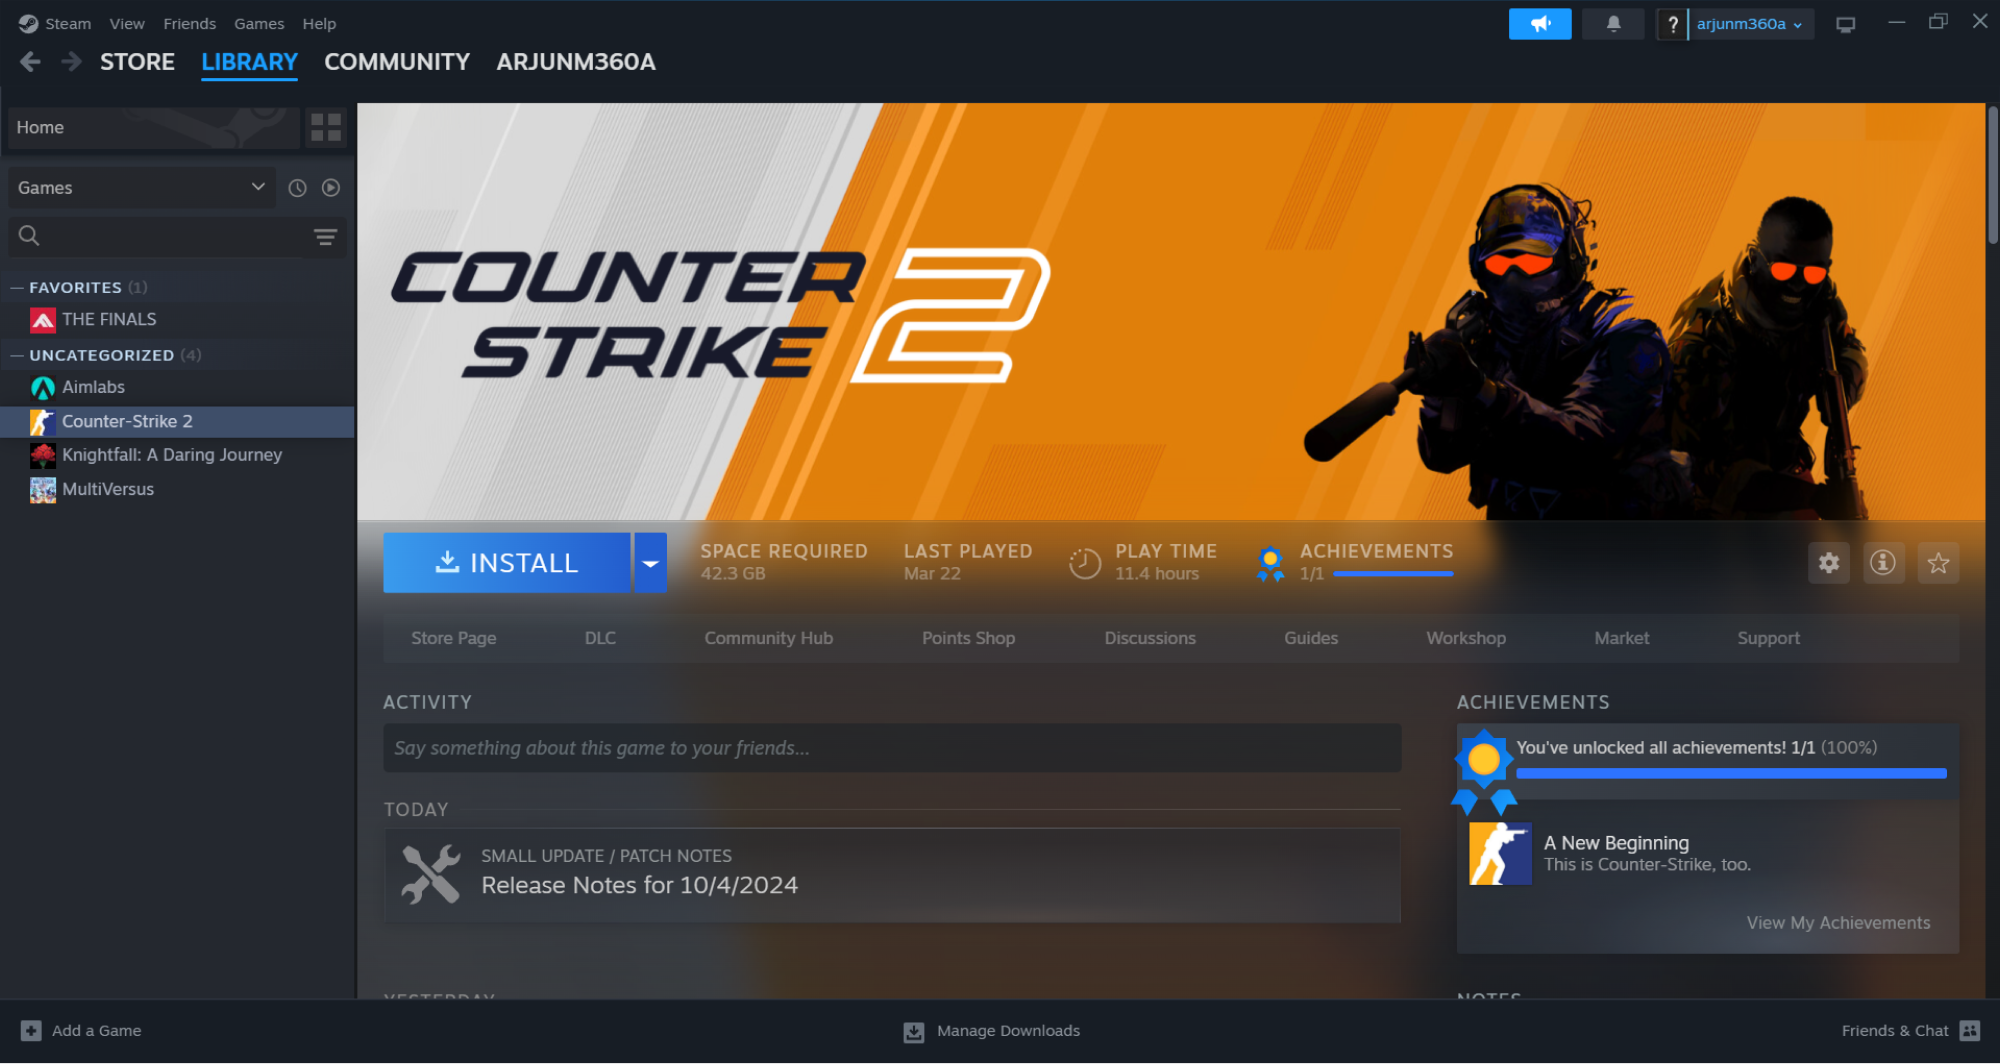 Steam View Friends Games Help
? arjunm360a
STORE LIBRARY COMMUNITY ARJUNM360A
Home
Games
— FAVORITES (1)
THE FINALS
— UNCATEGORIZED (4)
Aimlabs
Counter-Strike 2
Knightfall: A Daring Journey
MultiVersus
COUNTER
STRIKE 2
INSTALL
SPACE REQUIRED
42.3 GB
LAST PLAYED
Mar 22
PLAY TIME
11.4 hours
ACHIEVEMENTS
1/1
Store Page DLC Community Hub Points Shop Discussions Guides Workshop Market Support
ACTIVITY
Say something about this game to your friends...
TODAY
SMALL UPDATE / PATCH NOTES
Release Notes for 10/4/2024
YESTERDAY
ACHIEVEMENTS
You've unlocked all achievements! 1/1 (100%)
A New Beginning
This is Counter-Strike, too.
View My Achievements
NOTES
Add a Game
Manage Downloads
Friends & Chat